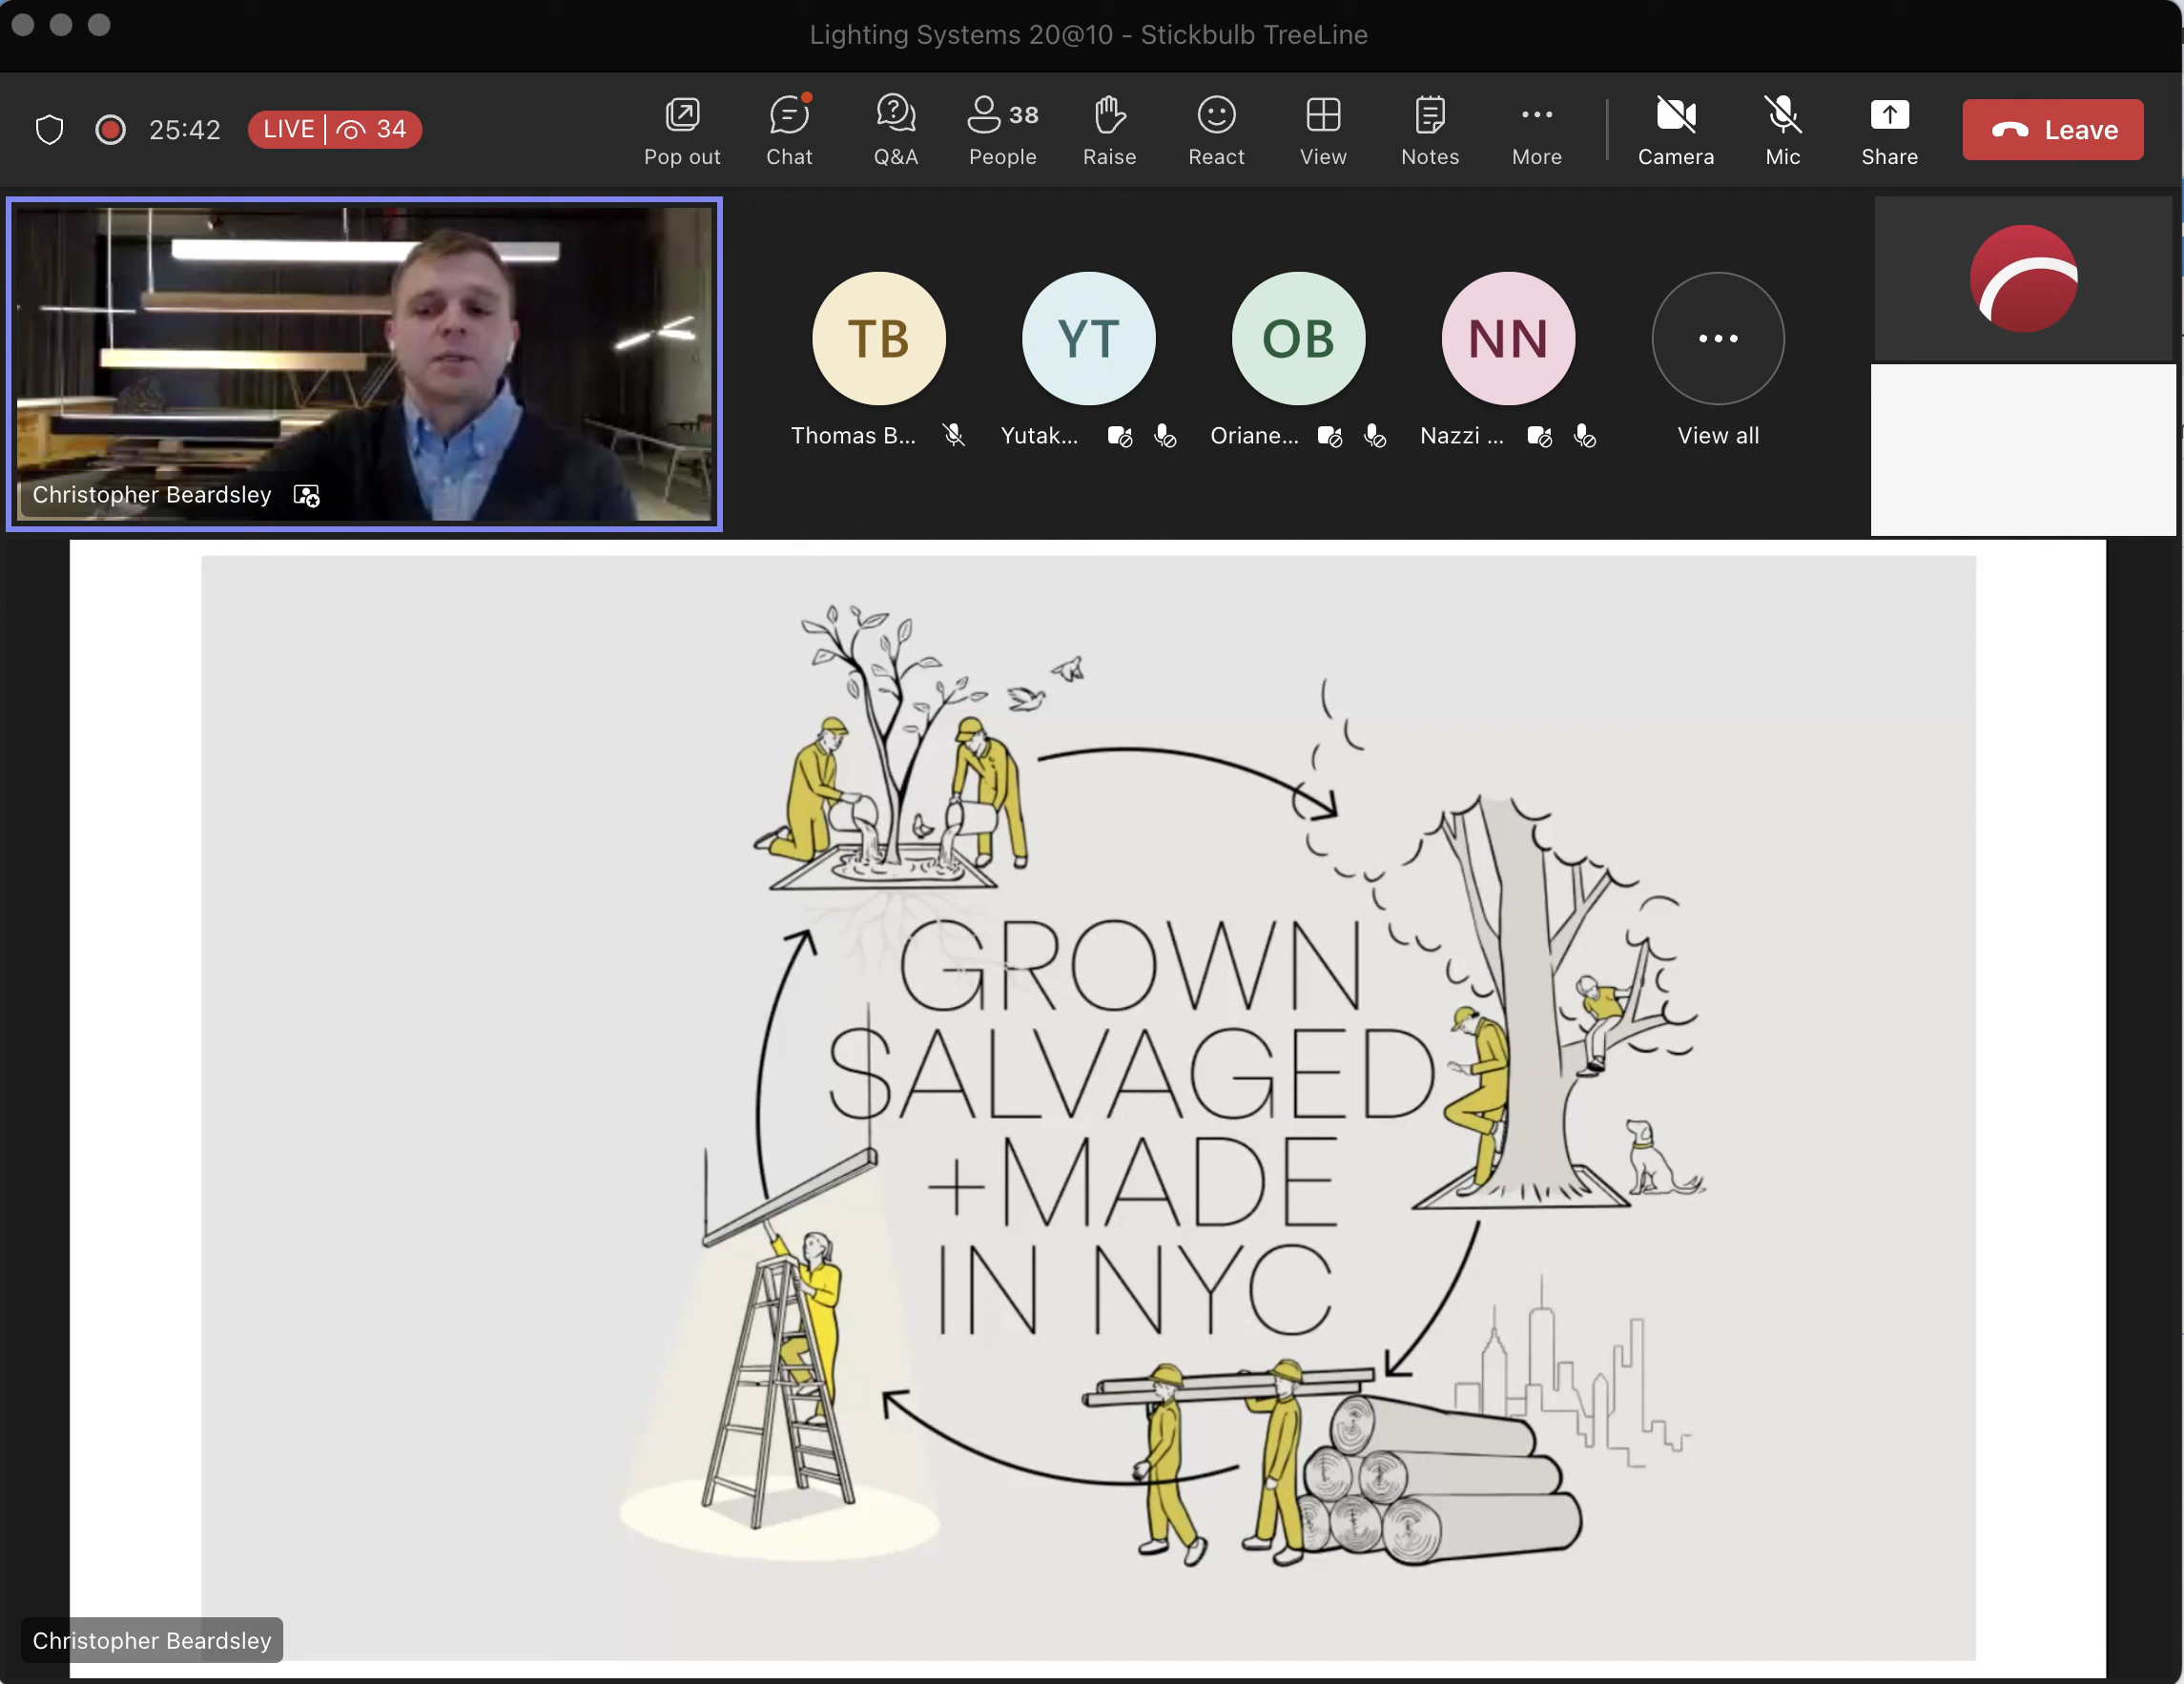 Lighting Systems 20@10 - Stickbulb TreeLine
25:42
LIVE
34
Pop out
Chat
Q&A
38
People
Raise
React
View
Notes
More
Camera
Mic
Share
Leave
TB
YT
OB
NN
Thomas B...
Yutak...
Oriane...
Nazzi ...
View all
Christopher Beardsley
GROWN
SALVAGED
+MADE
IN NYC
Christopher Beardsley